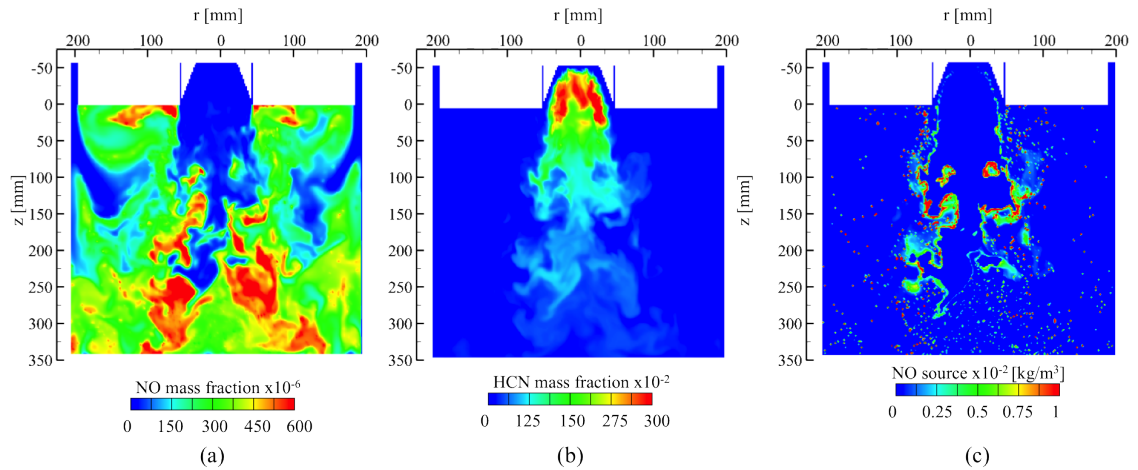 r [mm]
r [mm]
r [mm]
200 100 0 100 200
200 100 0 100 200
200 100 0 100 200
-50
0
50
100
150
200
250
300
350
z [mm]
-50
0
50
100
150
200
250
300
350
z [mm]
-50
0
50
100
150
200
250
300
350
z [mm]
NO mass fraction x10-6
0 150 300 450 600
HCN mass fraction x10-2
0 125 150 275 300
NO source x10-2 [kg/m3]
0 0.25 0.5 0.75 1
(a)
(b)
(c)